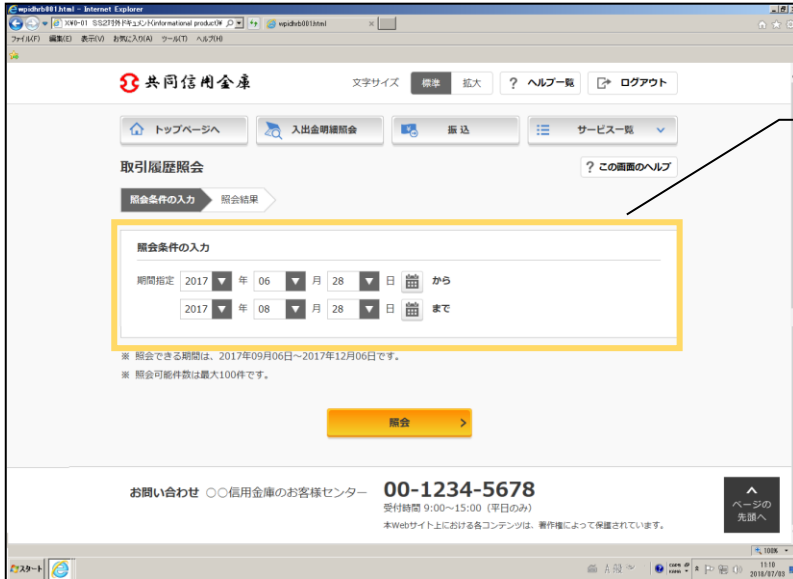 wpidhrb001.html - Internet Explorer
wpidhrb001.html
ファイル(F) 編集(E) 表示(V) お気に入り(A) ツール(T) ヘルプ(H)
共同信用金庫 文字サイズ 標準 拡大 ? ヘルプ一覧 ログアウト
トップページへ 入出金明細照会 振込 サービス一覧
取引履歴照会 ? この画面のヘルプ
照会条件の入力 照会結果
照会条件の入力
期間指定 2017 年 06 月 28 日 から
2017 年 08 月 28 日 まで
※ 照会できる期間は、2017年09月06日～2017年12月06日です。
※ 照会可能件数は最大100件です。
照会
お問い合わせ 〇〇信用金庫のお客様センター 00-1234-5678
受付時間 9:00～15:00（平日のみ）
本Webサイト上における各コンテンツは、著作権によって保護されています。
ページの
先頭へ
100%
スタート A 般 11:10
2018/07/03